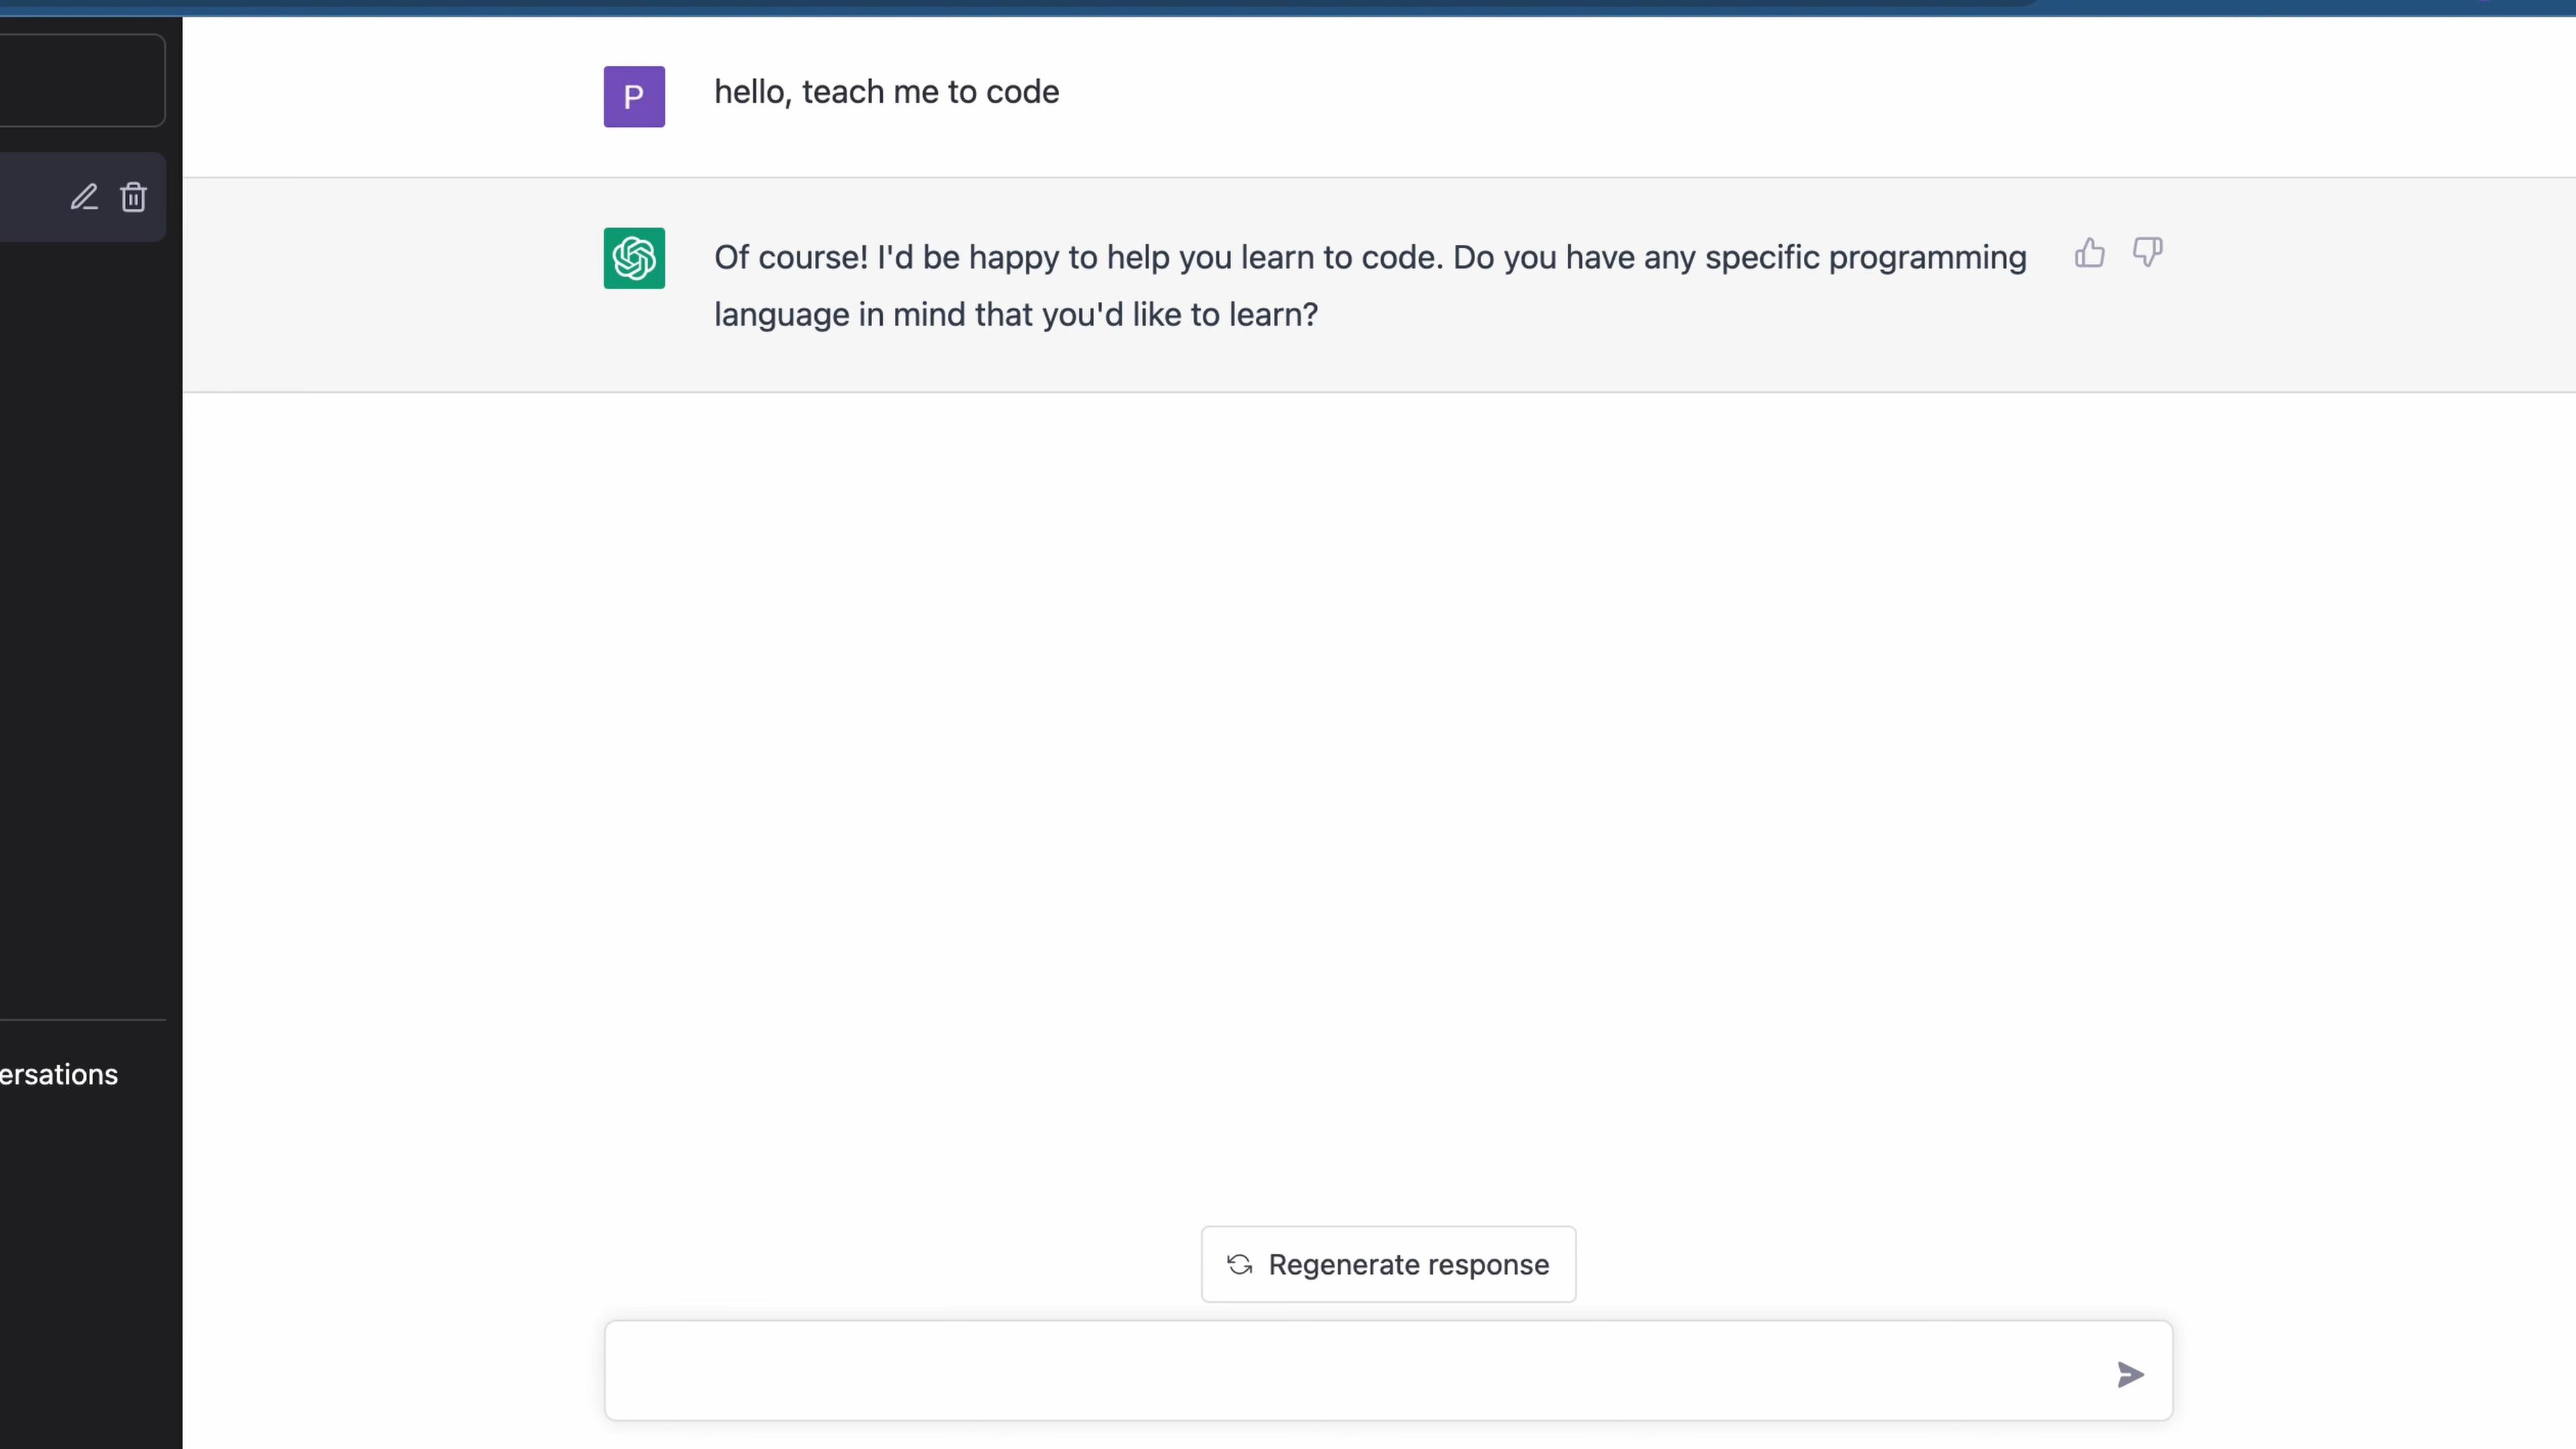 P
hello, teach me to code
Of course! I'd be happy to help you learn to code. Do you have any specific programming
language in mind that you'd like to learn?
ersations
Regenerate response